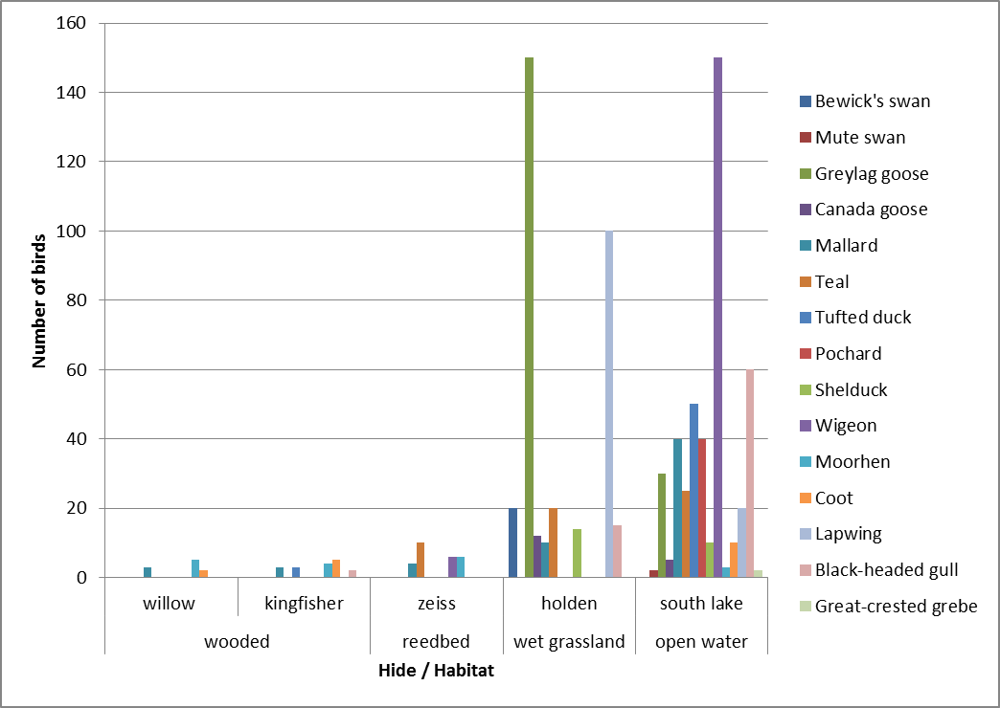 160
140
120
100
80
60
40
20
0
Number of birds
willow kingfisher zeiss holden south lake
wooded reedbed wet grassland open water
Hide / Habitat
Bewick's swan
Mute swan
Greylag goose
Canada goose
Mallard
Teal
Tufted duck
Pochard
Shelduck
Wigeon
Moorhen
Coot
Lapwing
Black-headed gull
Great-crested grebe